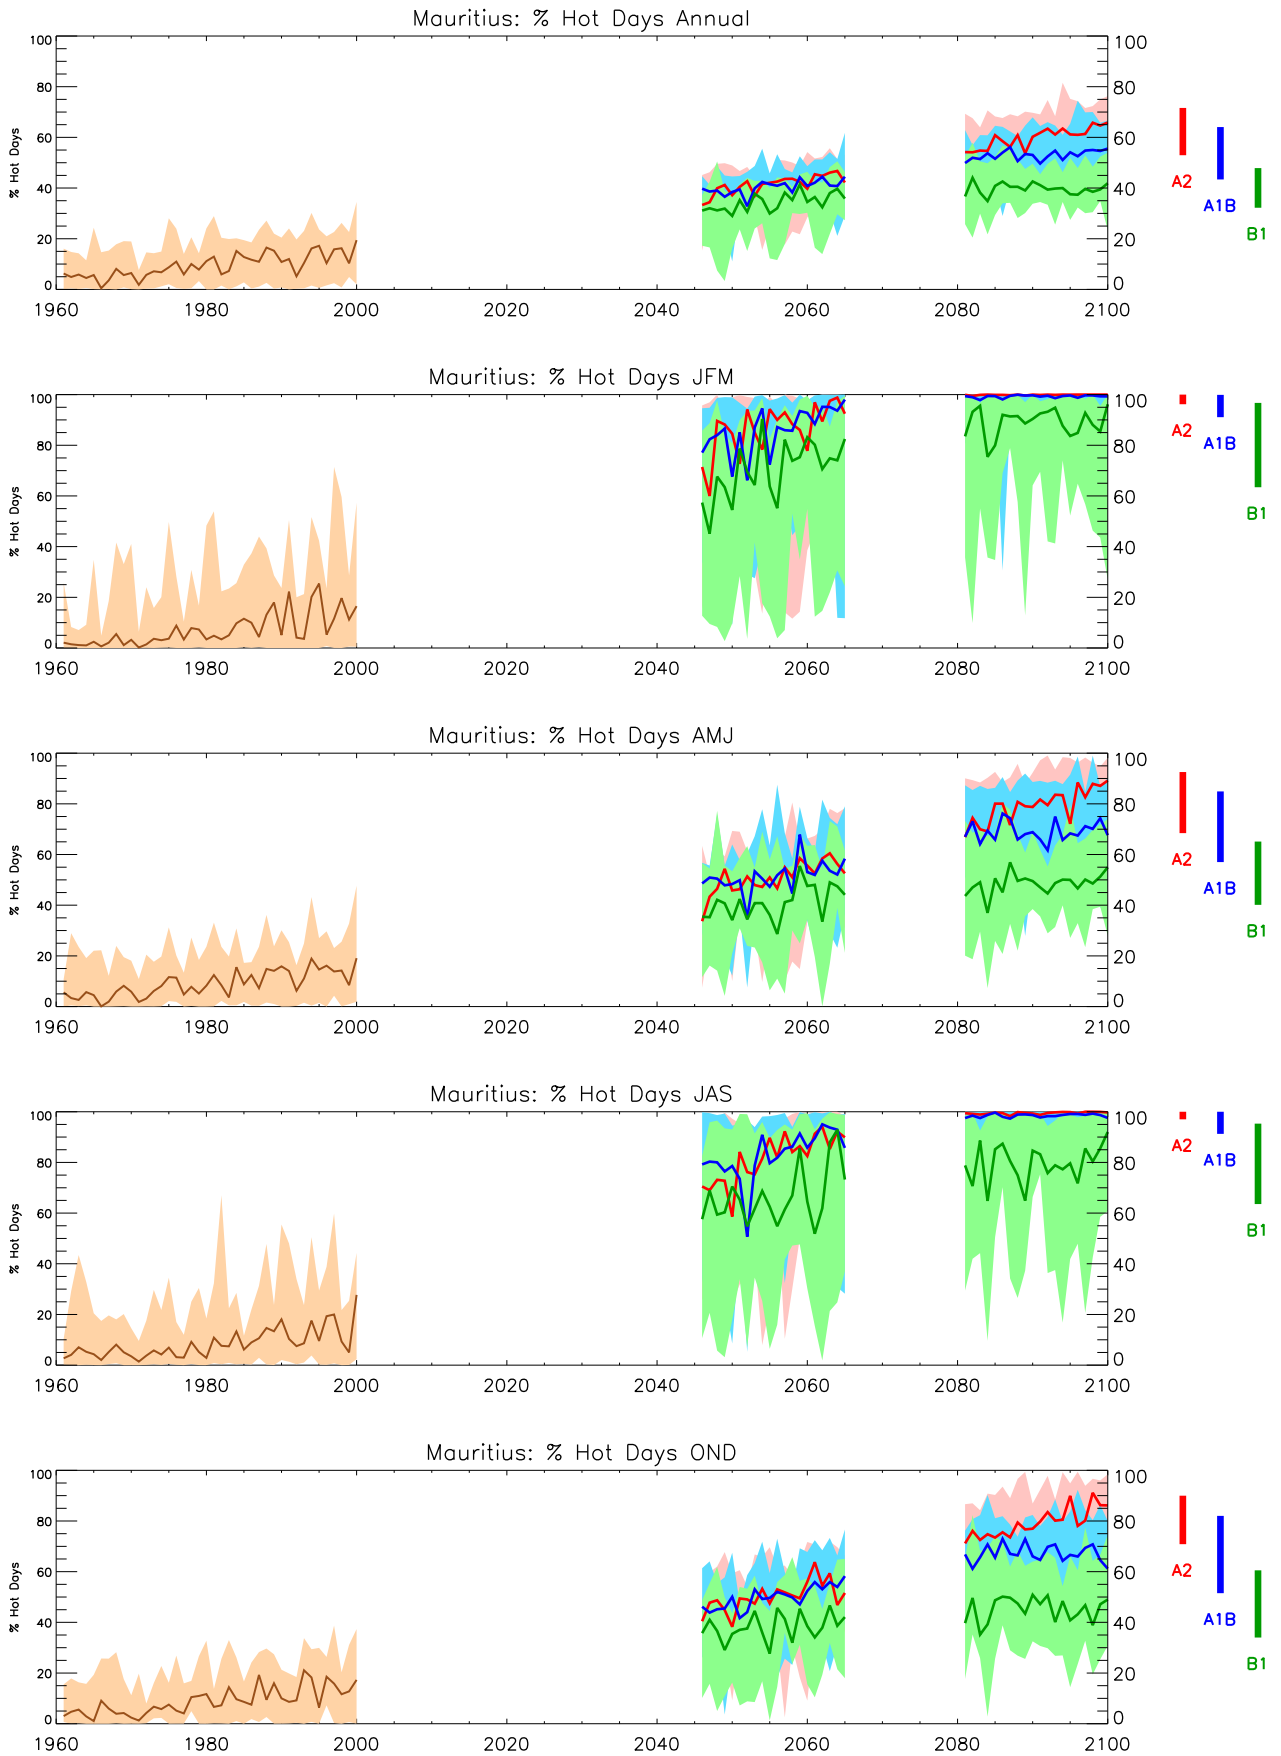 Mauritius: % Hot Days Annual
100 80 60 40 20 0
% Hot Days
100 80 60 40 20 0
1960 1980 2000 2020 2040 2060 2080 2100
A2
A1B
B1
Mauritius: % Hot Days JFM
100 80 60 40 20 0
% Hot Days
100 80 60 40 20 0
1960 1980 2000 2020 2040 2060 2080 2100
A2
A1B
B1
Mauritius: % Hot Days AMJ
100 80 60 40 20 0
% Hot Days
100 80 60 40 20 0
1960 1980 2000 2020 2040 2060 2080 2100
A2
A1B
B1
Mauritius: % Hot Days JAS
100 80 60 40 20 0
% Hot Days
100 80 60 40 20 0
1960 1980 2000 2020 2040 2060 2080 2100
A2
A1B
B1
Mauritius: % Hot Days OND
100 80 60 40 20 0
% Hot Days
100 80 60 40 20 0
1960 1980 2000 2020 2040 2060 2080 2100
A2
A1B
B1